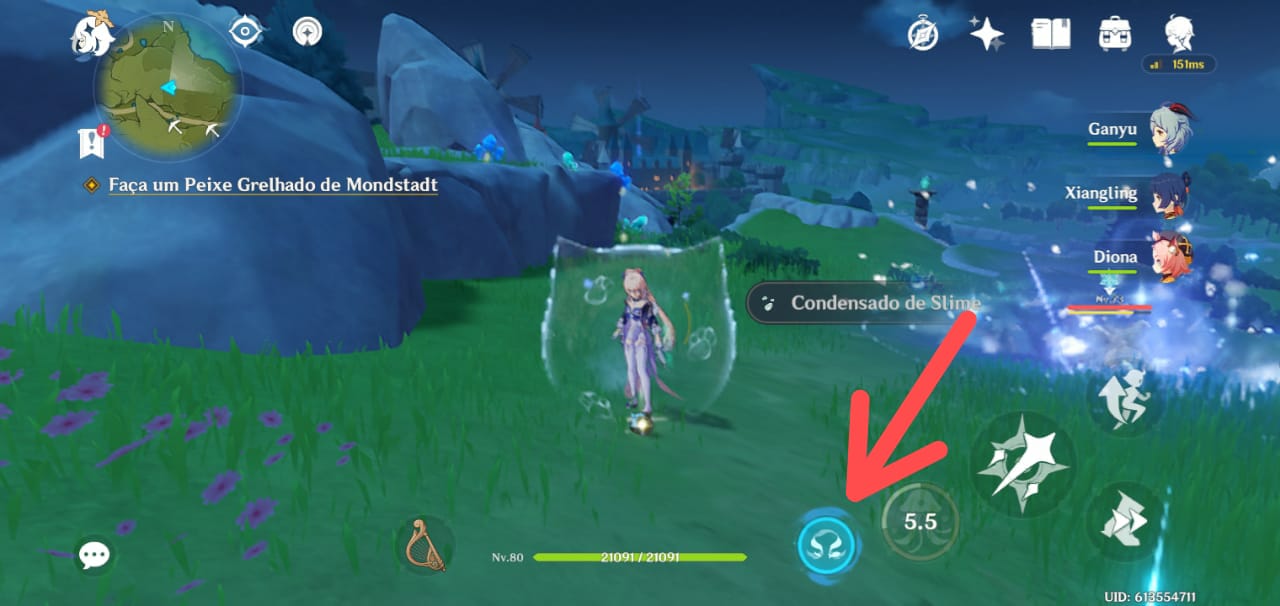 N
151ms
Ganyu
Faça um Peixe Grelhado de Mondstadt
Xiangling
Diona
Condensado de Slime
5.5
Nv.80
21091 / 21091
UID: 613554711